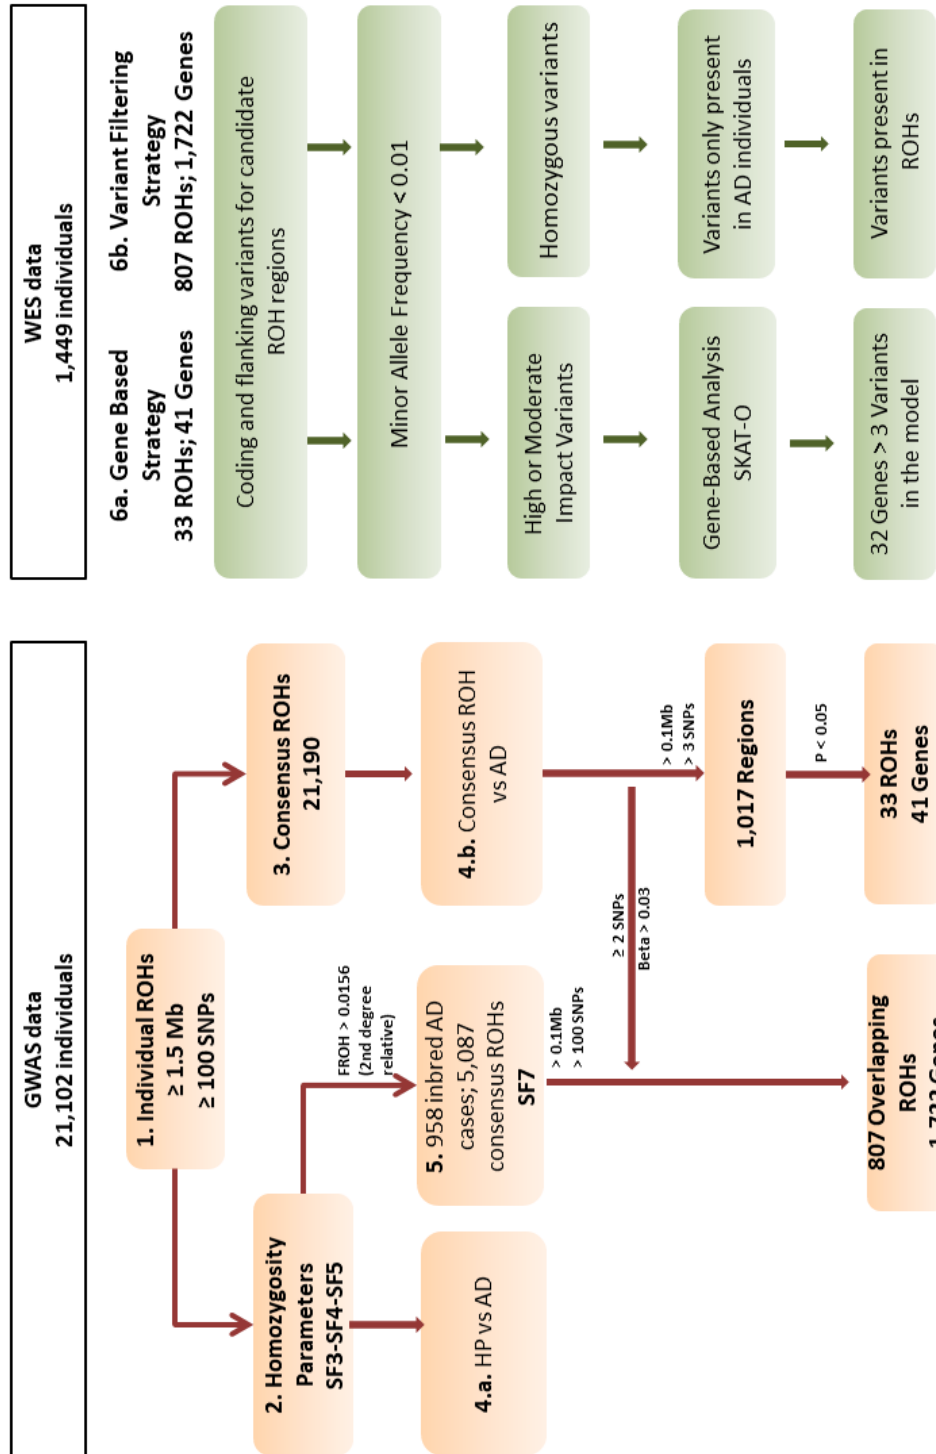 GWAS data
21,102 individuals
1. Individual ROHs
≥ 1.5 Mb
≥ 100 SNPs
2. Homozygosity
Parameters
SF3-SF4-SF5
3. Consensus ROHs
21,190
FROH > 0.0156
(2nd degree
relative)
4.a. HP vs AD
5. 958 inbred AD
cases; 5,087
consensus ROHs
SF7
4.b. Consensus ROH
vs AD
> 0.1Mb
> 100 SNPs
≥ 2 SNPs
Beta > 0.03
> 0.1Mb
> 3 SNPs
1,017 Regions
P < 0.05
807 Overlapping
ROHs
1,722 Genes
33 ROHs
41 Genes
WES data
1,449 individuals
6a. Gene Based
Strategy
33 ROHs; 41 Genes
6b. Variant Filtering
Strategy
807 ROHs; 1,722 Genes
Coding and flanking variants for candidate
ROH regions
Minor Allele Frequency < 0.01
High or Moderate
Impact Variants
Homozygous variants
Gene-Based Analysis
SKAT-O
Variants only present
in AD individuals
32 Genes > 3 Variants
in the model
Variants present in
ROHs